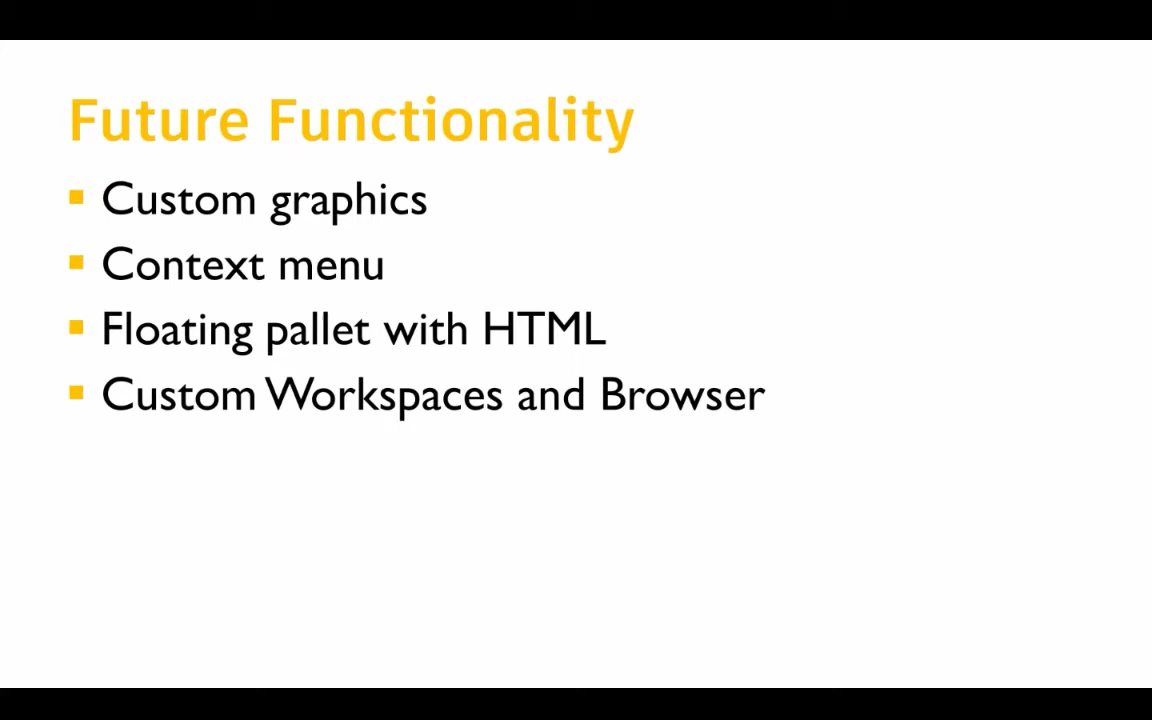 Future Functionality
Custom graphics
Context menu
Floating pallet with HTML
Custom Workspaces and Browser